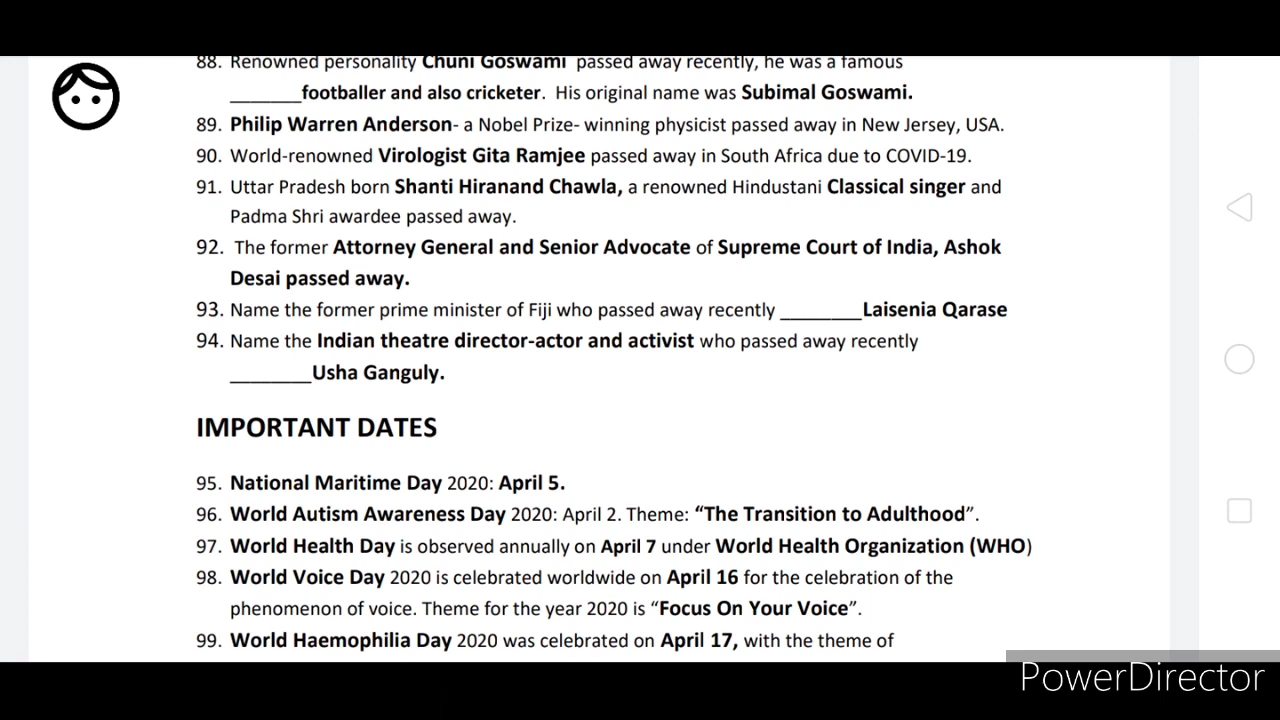 88. Renowned personality Chuni Goswami passed away recently, he was a famous
_______footballer and also cricketer. His original name was Subimal Goswami.
89. Philip Warren Anderson- a Nobel Prize- winning physicist passed away in New Jersey, USA.
90. World-renowned Virologist Gita Ramjee passed away in South Africa due to COVID-19.
91. Uttar Pradesh born Shanti Hiranand Chawla, a renowned Hindustani Classical singer and
Padma Shri awardee passed away.
92. The former Attorney General and Senior Advocate of Supreme Court of India, Ashok
Desai passed away.
93. Name the former prime minister of Fiji who passed away recently ________Laisenia Qarase
94. Name the Indian theatre director-actor and activist who passed away recently
________Usha Ganguly.
IMPORTANT DATES
95. National Maritime Day 2020: April 5.
96. World Autism Awareness Day 2020: April 2. Theme: “The Transition to Adulthood”.
97. World Health Day is observed annually on April 7 under World Health Organization (WHO)
98. World Voice Day 2020 is celebrated worldwide on April 16 for the celebration of the
phenomenon of voice. Theme for the year 2020 is “Focus On Your Voice”.
99. World Haemophilia Day 2020 was celebrated on April 17, with the theme of
PowerDirector